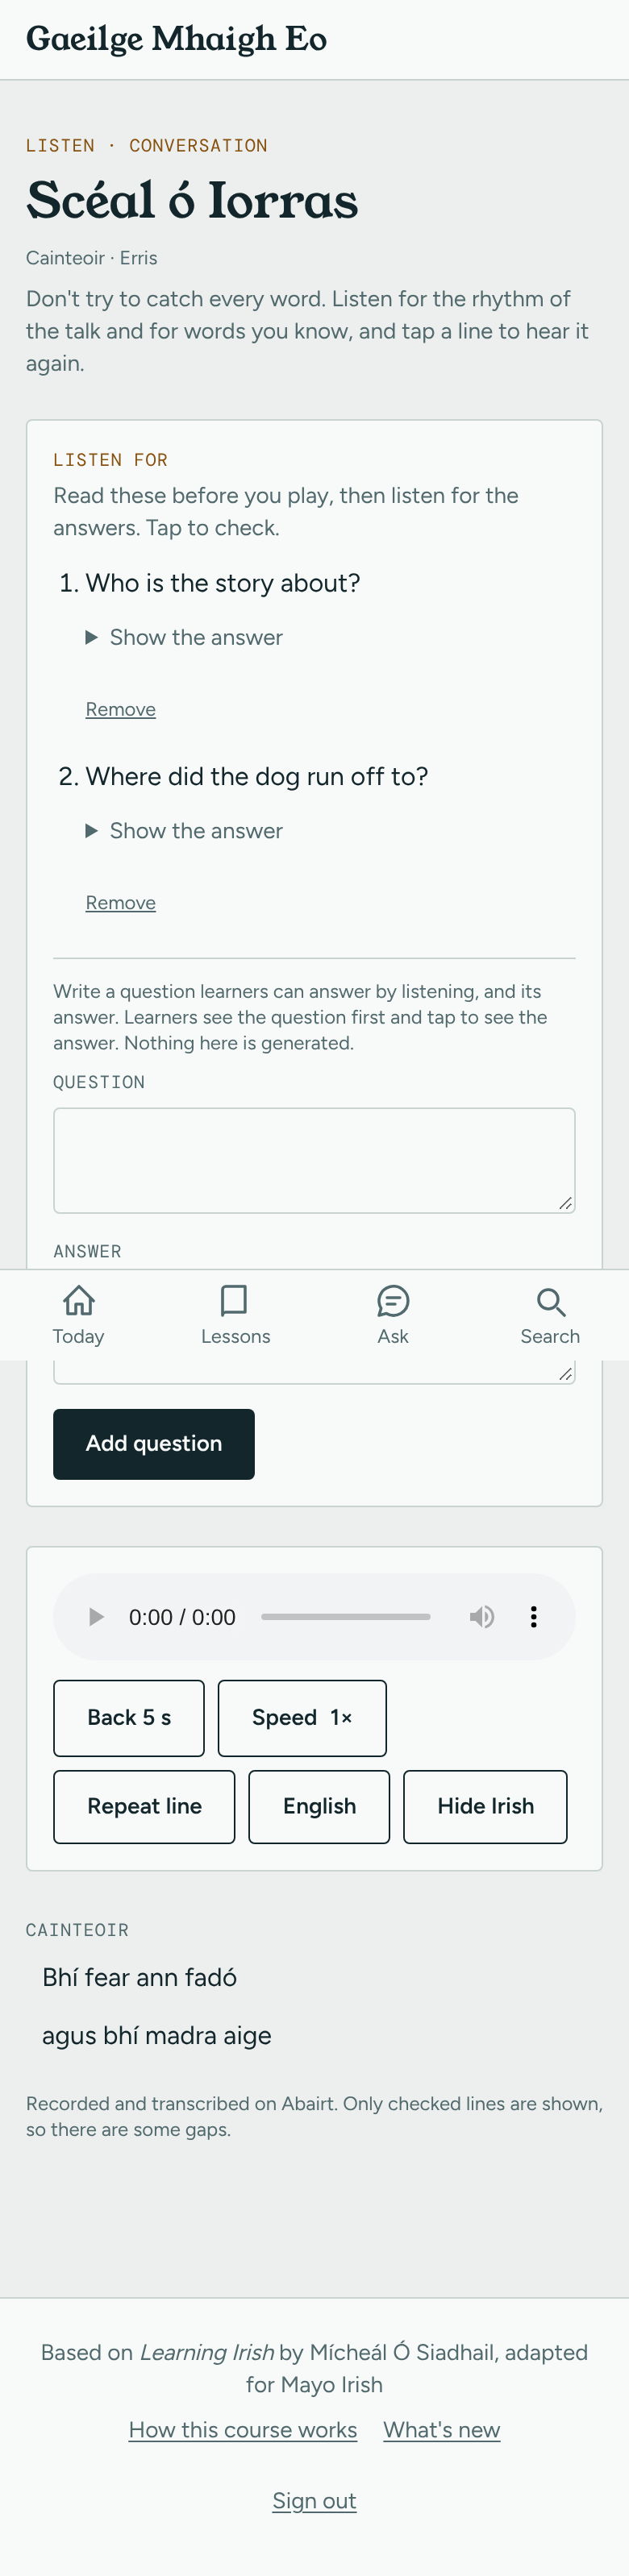 Gaeilge Mhaigh Eo
LISTEN · CONVERSATION
Scéal ó Iorras
Cainteoir · Erris
Don't try to catch every word. Listen for the rhythm of
the talk and for words you know, and tap a line to hear it
again.
LISTEN FOR
Read these before you play, then listen for the
answers. Tap to check.
1. Who is the story about?
Show the answer
Remove
2. Where did the dog run off to?
Show the answer
Remove
Write a question learners can answer by listening, and its
answer. Learners see the question first and tap to see the
answer. Nothing here is generated.
QUESTION
ANSWER
Today Lessons Ask Search
Add question
0:00 / 0:00
Back 5 s Speed 1×
Repeat line English Hide Irish
CAINTEOIR
Bhí fear ann fadó
agus bhí madra aige
Recorded and transcribed on Abairt. Only checked lines are shown,
so there are some gaps.
Based on Learning Irish by Mícheál Ó Siadhail, adapted
for Mayo Irish
How this course works What's new
Sign out